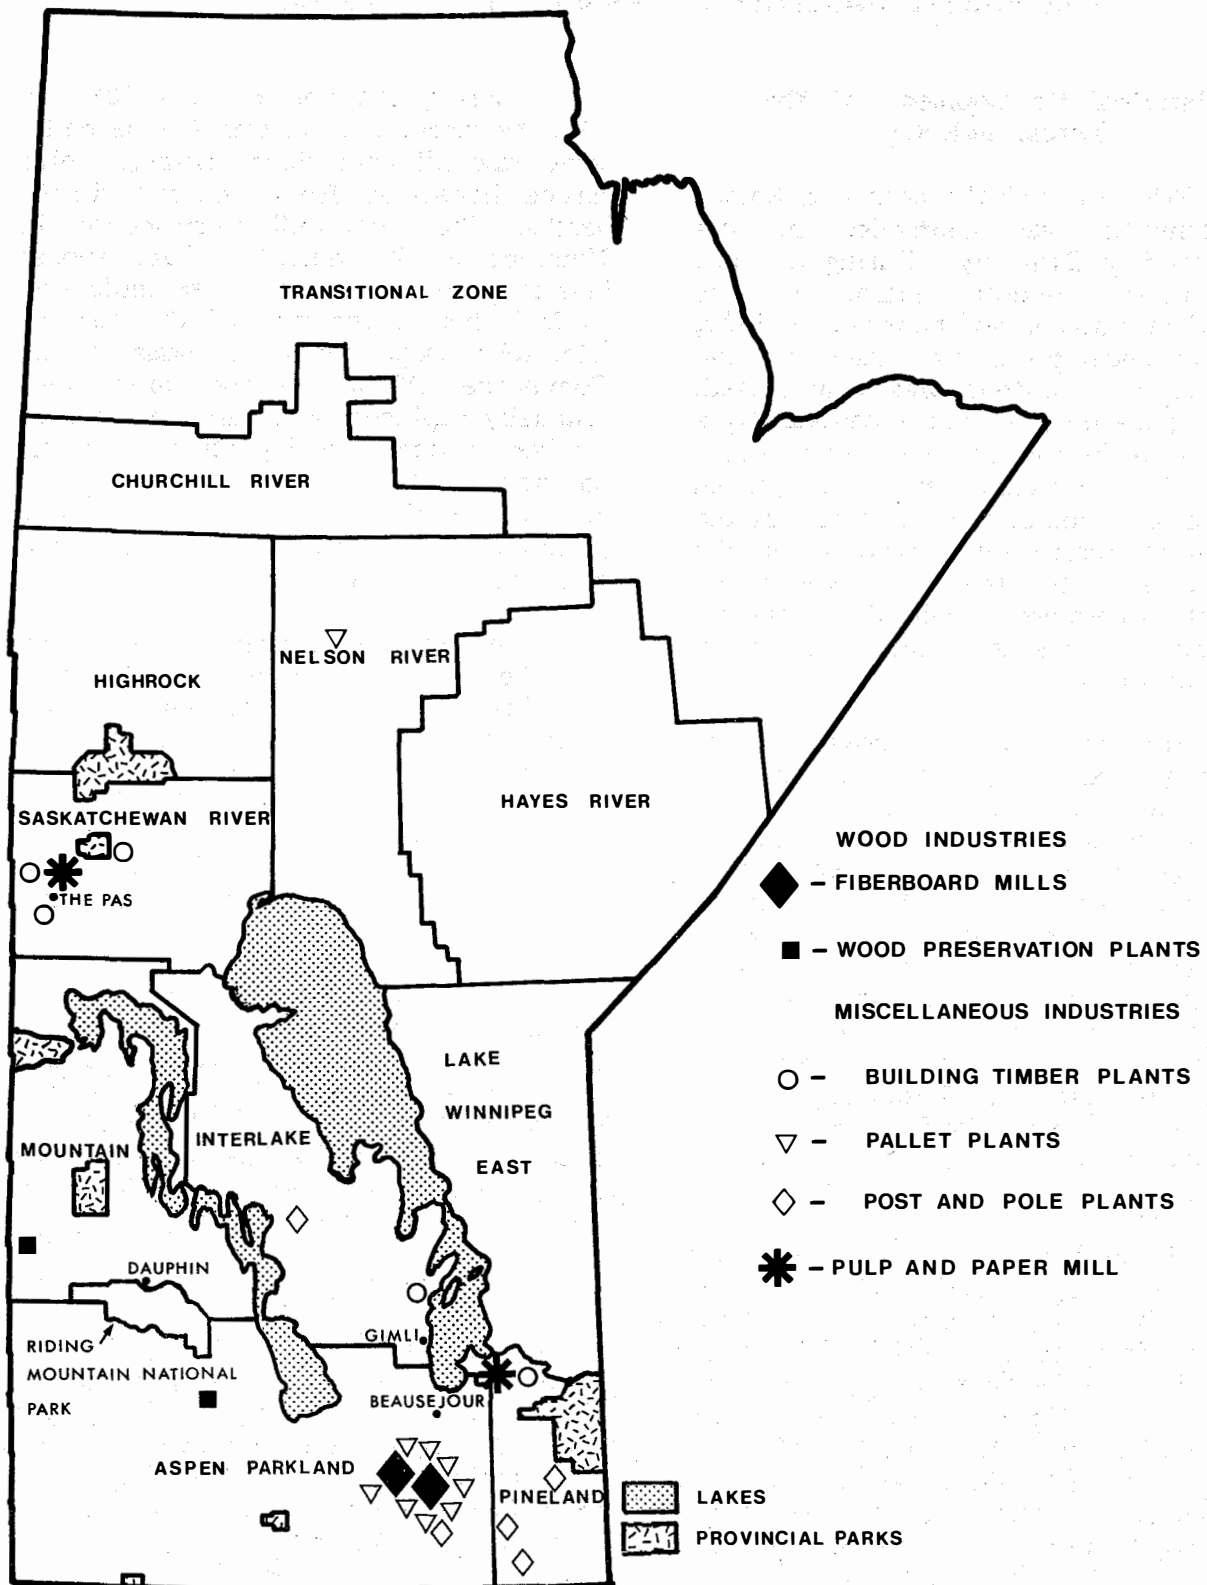 TRANSITIONAL ZONE
CHURCHILL RIVER
NELSON RIVER
HIGHROCK
HAYES RIVER
SASKATCHEWAN RIVER
THE PAS
LAKE
WINNIPEG
EAST
INTERLAKE
MOUNTAIN
DAUPHIN
GIMLI
RIDING
MOUNTAIN NATIONAL
PARK
BEAUSEJOUR
ASPEN PARKLAND
PINELAND
WOOD INDUSTRIES
– FIBERBOARD MILLS
– WOOD PRESERVATION PLANTS
MISCELLANEOUS INDUSTRIES
– BUILDING TIMBER PLANTS
– PALLET PLANTS
– POST AND POLE PLANTS
– PULP AND PAPER MILL
LAKES
PROVINCIAL PARKS